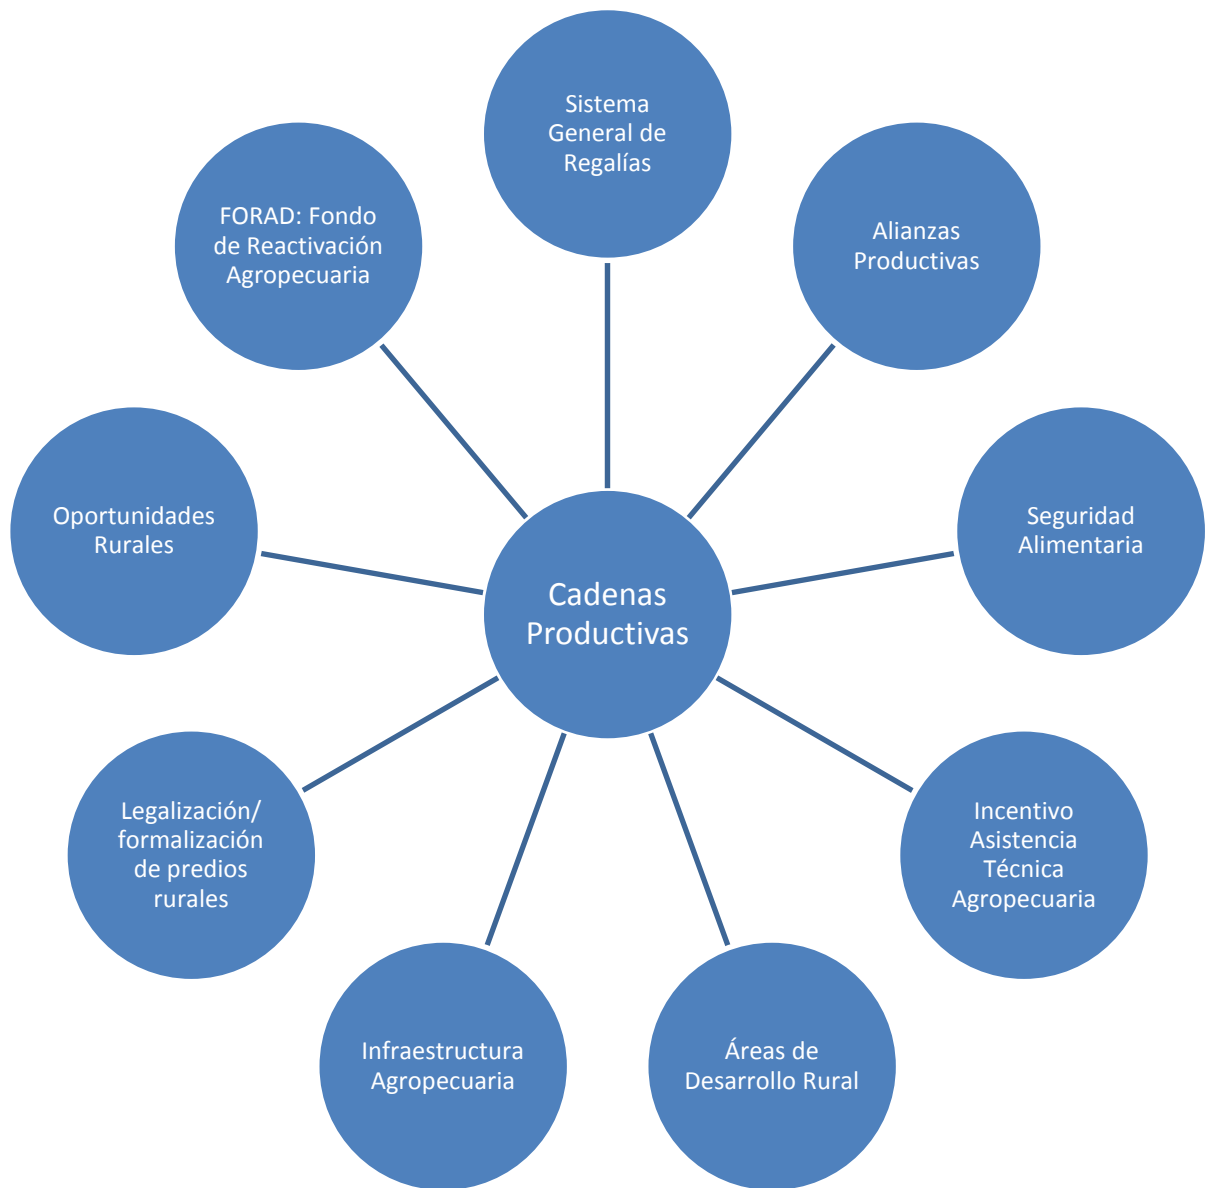 Sistema
General de
Regalías
Alianzas
Productivas
Seguridad
Alimentaria
Incentivo
Asistencia
Técnica
Agropecuaria
Áreas de
Desarrollo Rural
Infraestructura
Agropecuaria
Legalización/
formalización
de predios
rurales
Oportunidades
Rurales
FORAD: Fondo
de Reactivación
Agropecuaria
Cadenas
Productivas